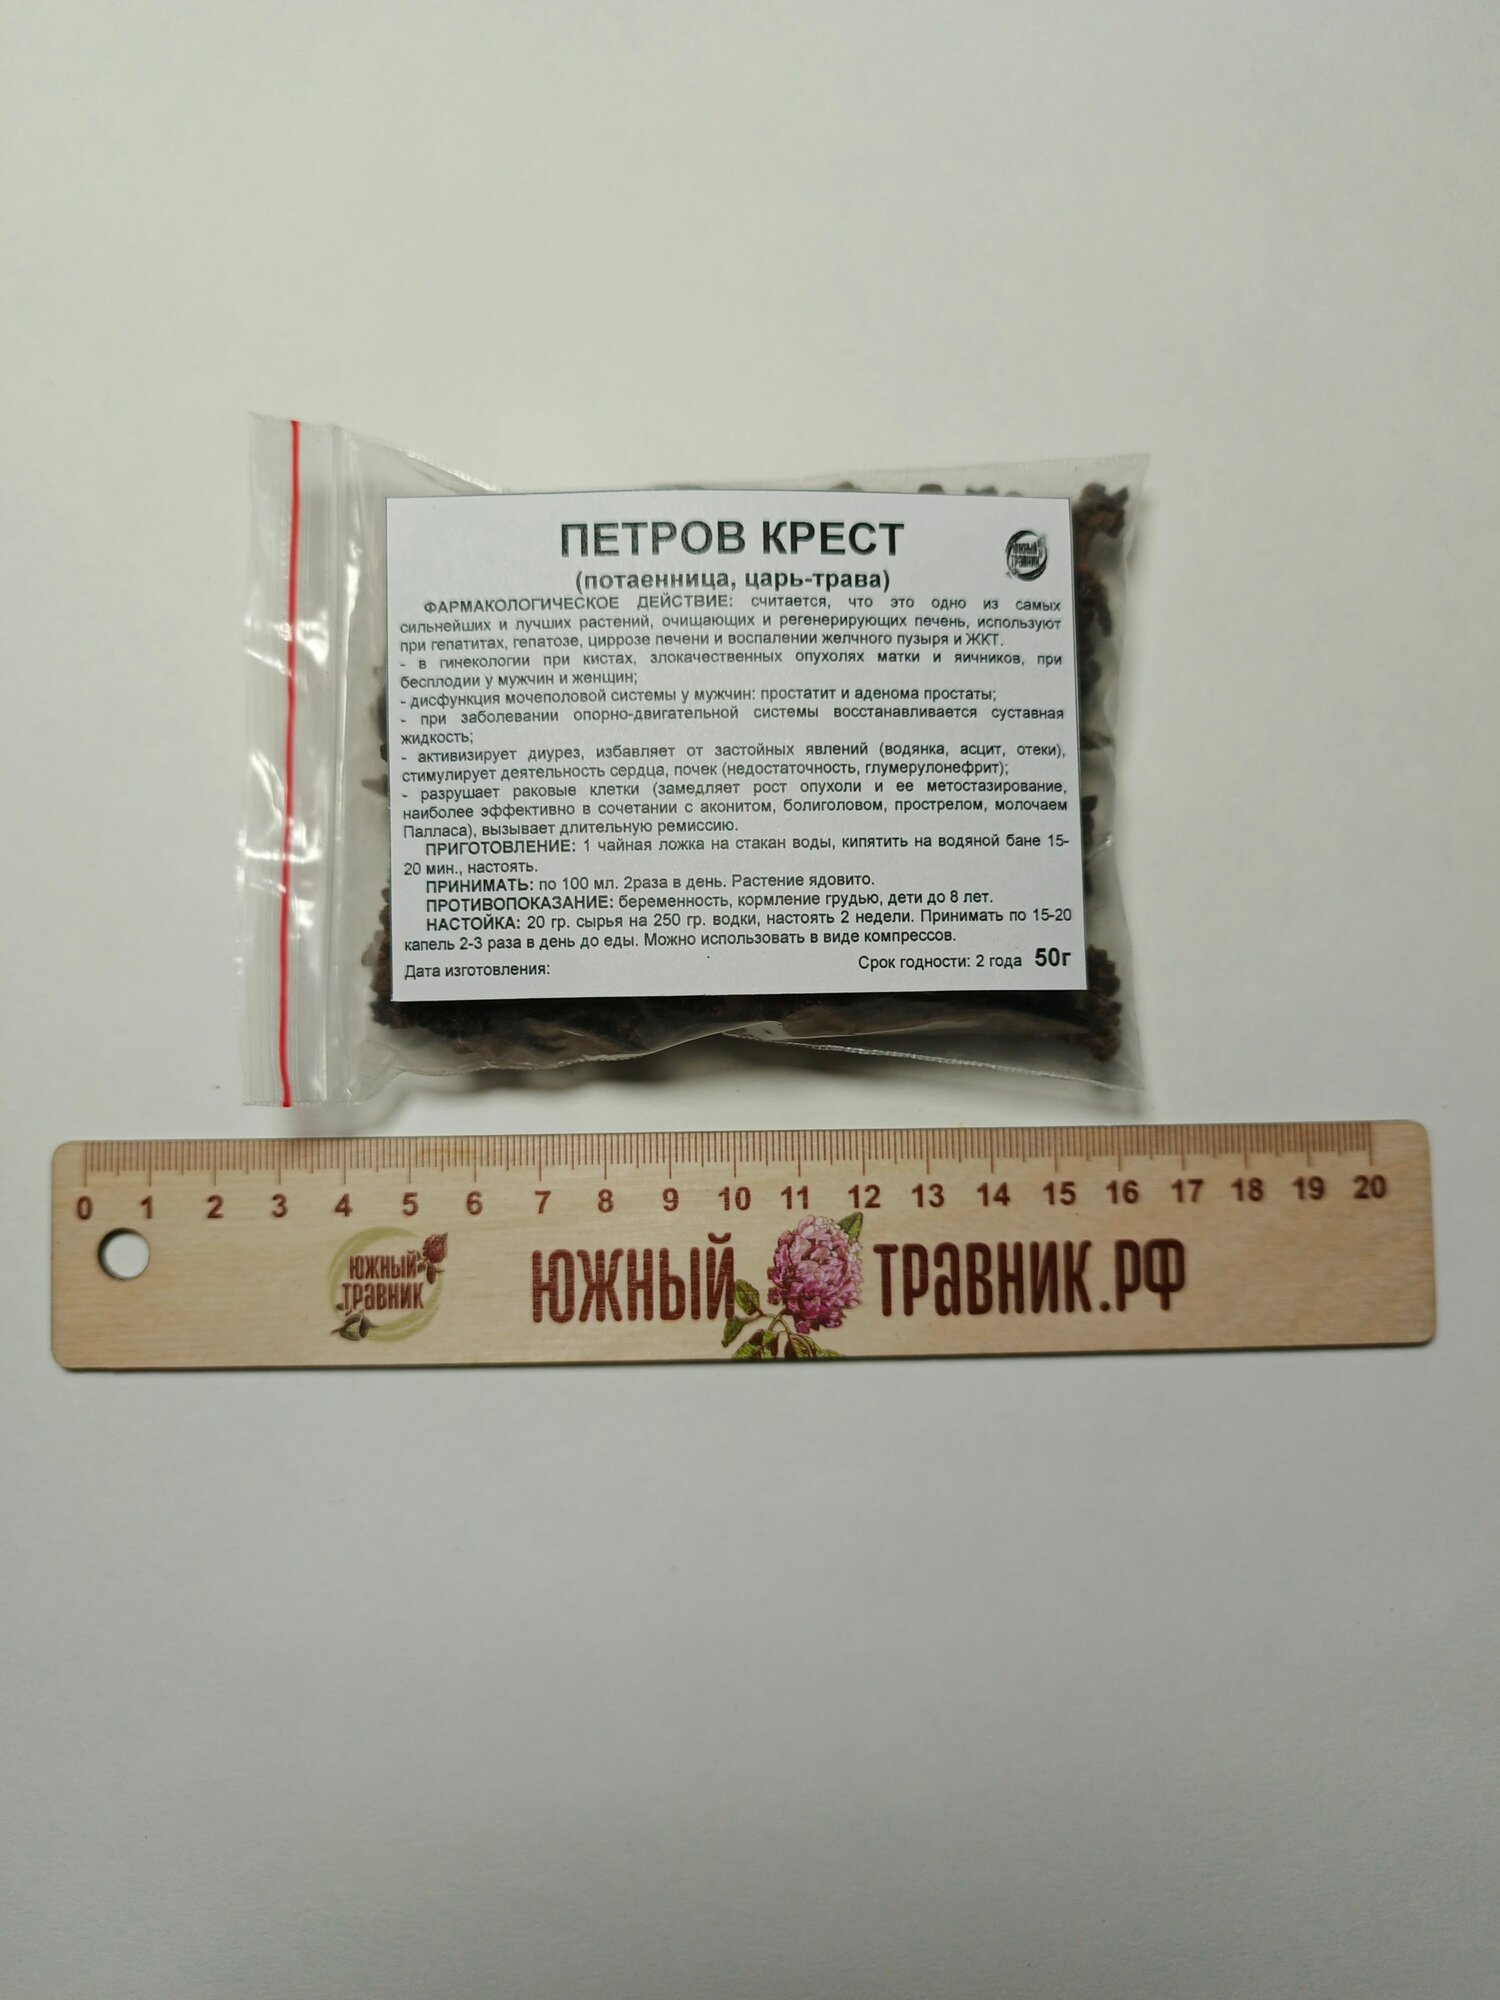 ПЕТРОВ КРЕСТ
ЮЖНЫЙ
ТРАВНИК
(потаенница, царь-трава)
ФАРМАКОЛОГИЧЕСКОЕ ДЕЙСТВИЕ: считается, что это одно из самых
сильнейших и лучших растений, очищающих и регенерирующих печень, используют
при гепатитах, гепатозе, циррозе печени и воспалении желчного пузыря и ЖКТ.
- в гинекологии при кистах, злокачественных опухолях матки и яичников, при
бесплодии у мужчин и женщин;
- дисфункция мочеполовой системы у мужчин: простатит и аденома простаты;
- при заболевании опорно-двигательной системы восстанавливается суставная
жидкость;
- активизирует диурез, избавляет от застойных явлений (водянка, асцит, отеки),
стимулирует деятельность сердца, почек (недостаточность, глумерулонефрит);
- разрушает раковые клетки (замедляет рост опухоли и ее метостазирование,
наиболее эффективно в сочетании с аконитом, болиголовом, прострелом, молочаем
Палласа), вызывает длительную ремиссию.
ПРИГОТОВЛЕНИЕ: 1 чайная ложка на стакан воды, кипятить на водяной бане 15-
20 мин., настоять.
ПРИНИМАТЬ: по 100 мл. 2раза в день. Растение ядовито.
ПРОТИВОПОКАЗАНИЕ: беременность, кормление грудью, дети до 8 лет.
НАСТОЙКА: 20 гр. сырья на 250 гр. водки, настоять 2 недели. Принимать по 15-20
капель 2-3 раза в день до еды. Можно использовать в виде компрессов.
Дата изготовления: Срок годности: 2 года 50г
0 1 2 3 4 5 6 7 8 9 10 11 12 13 14 15 16 17 18 19 20
ЮЖНЫЙ
ТРАВНИК
ЮЖНЫЙ ТРАВНИК.РФ